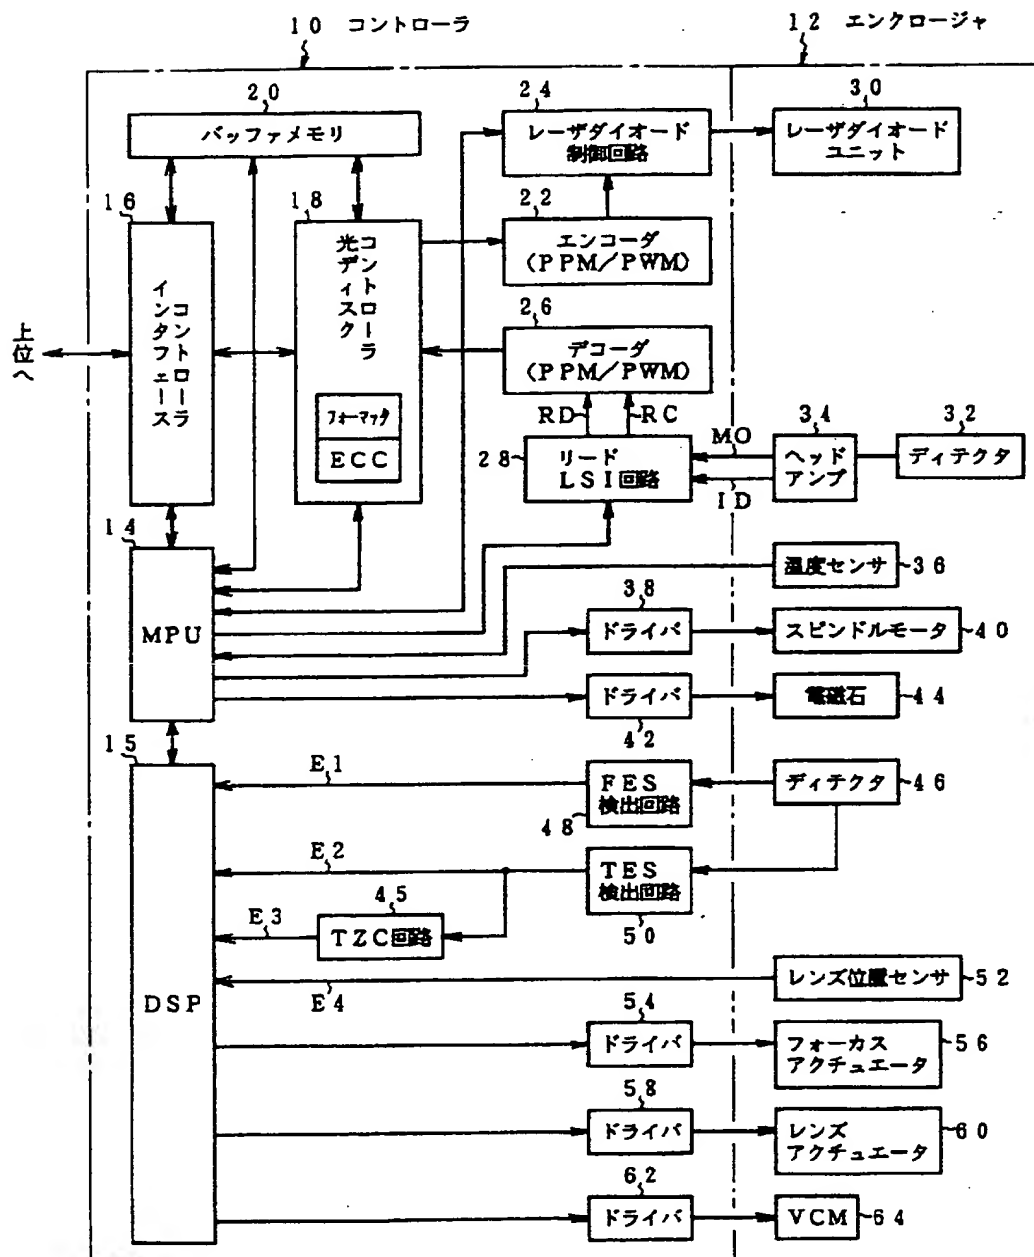 10 コントローラ
12 エンクロージャ
20
バッファメモリ
24
レーザダイオード
制御回路
30
レーザダイオード
ユニット
16
コントローラ
インタフェース
18
コントローラ
光ディスク
フォーマッタ
ECC
22
エンコーダ
(PPM/PWM)
26
デコーダ
(PPM/PWM)
上位へ
RD
RC
28
リード
LSI回路
MO
ID
34
ヘッド
アンプ
32
ディテクタ
14
MPU
温度センサ
36
38
ドライバ
スピンドルモータ
40
ドライバ
42
電磁石
44
15
DSP
E1
FES
検出回路
48
ディテクタ
46
E2
TES
検出回路
50
E3
45
TZC回路
E4
レンズ位置センサ
52
54
ドライバ
フォーカス
アクチュエータ
56
58
ドライバ
レンズ
アクチュエータ
60
62
ドライバ
VCM
64